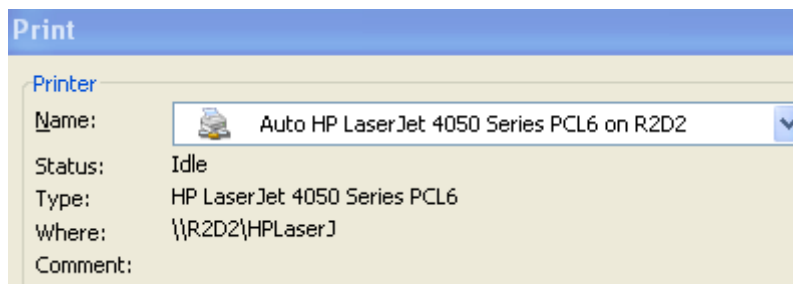 Print
Printer
Name: Auto HP LaserJet 4050 Series PCL6 on R2D2
Status: Idle
Type: HP LaserJet 4050 Series PCL6
Where: \\R2D2\HPLaserJ
Comment: